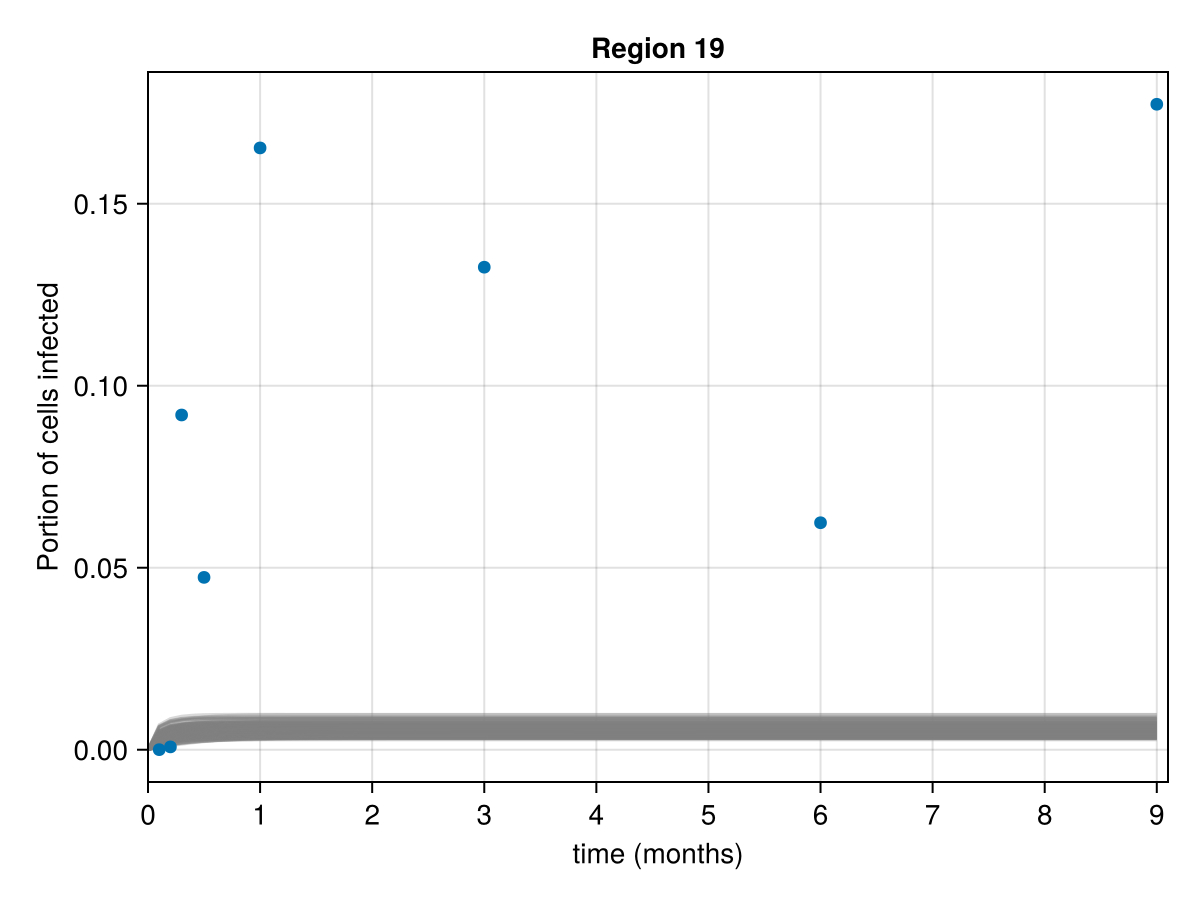 Region 19
Portion of cells infected
0.15
0.10
0.05
0.00
0 1 2 3 4 5 6 7 8 9
time (months)